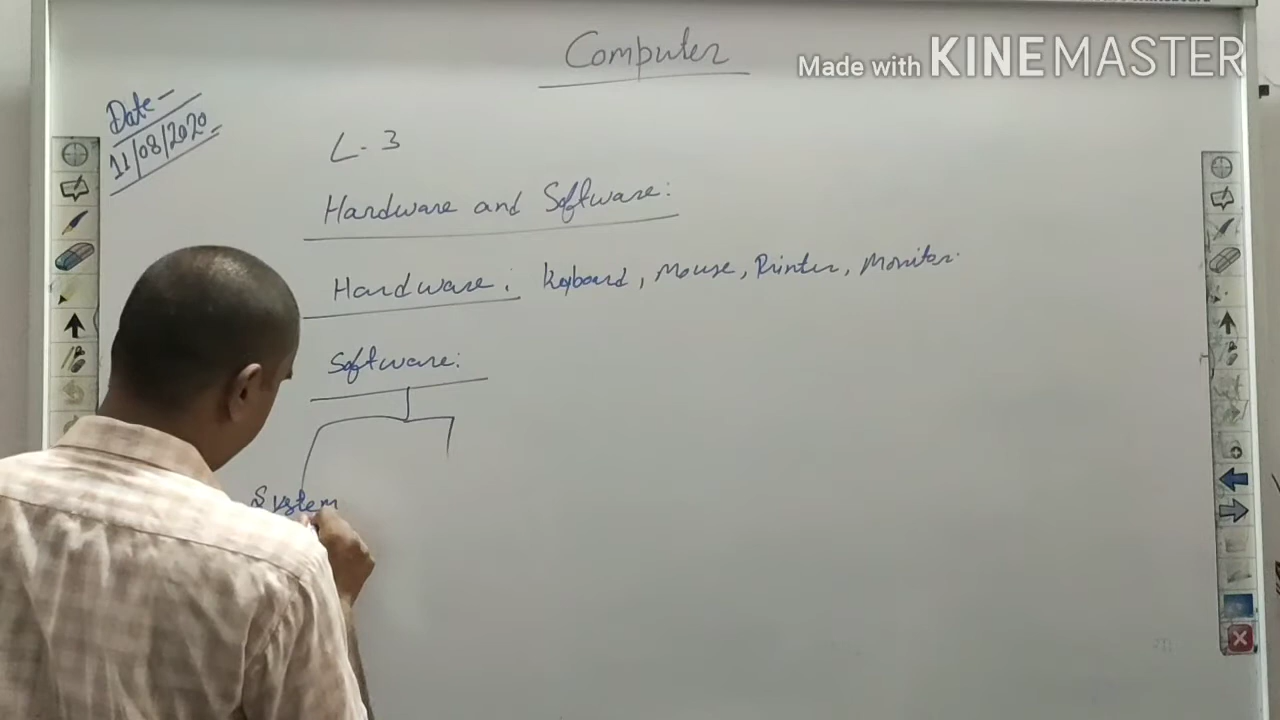 Computer
Made with KINEMASTER
Date-
11/08/2020
L-3
Hardware and Software:
Hardware: Keyboard, Mouse, Printer, Monitor.
Software:
System